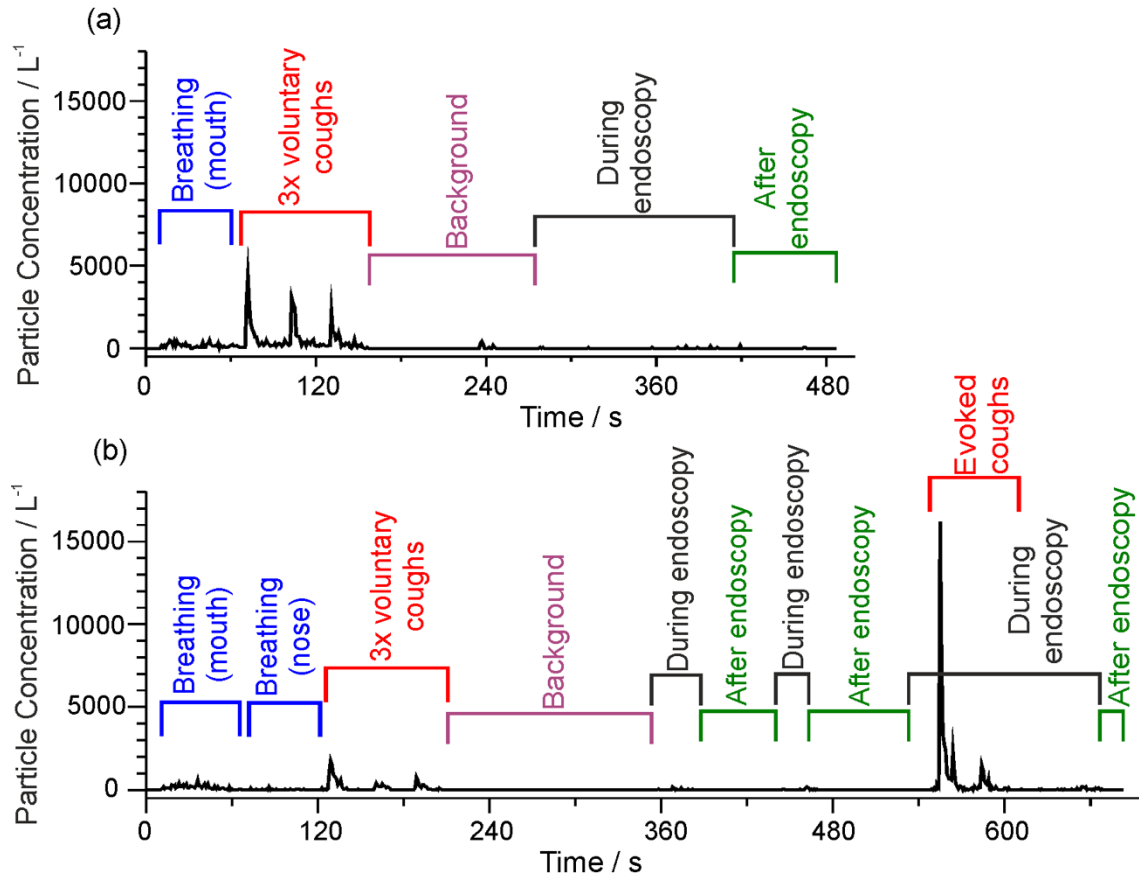 (a)
Particle Concentration / L⁻¹
15000
10000
5000
0
Breathing
(mouth)
3x voluntary
coughs
Background
During
endoscopy
After
endoscopy
0
120
240
360
480
Time / s
(b)
Particle Concentration / L⁻¹
15000
10000
5000
0
Breathing
(mouth)
Breathing
(nose)
3x voluntary
coughs
Background
During endoscopy
After endoscopy
During endoscopy
After endoscopy
Evoked
coughs
During
endoscopy
After endoscopy
0
120
240
360
480
600
Time / s